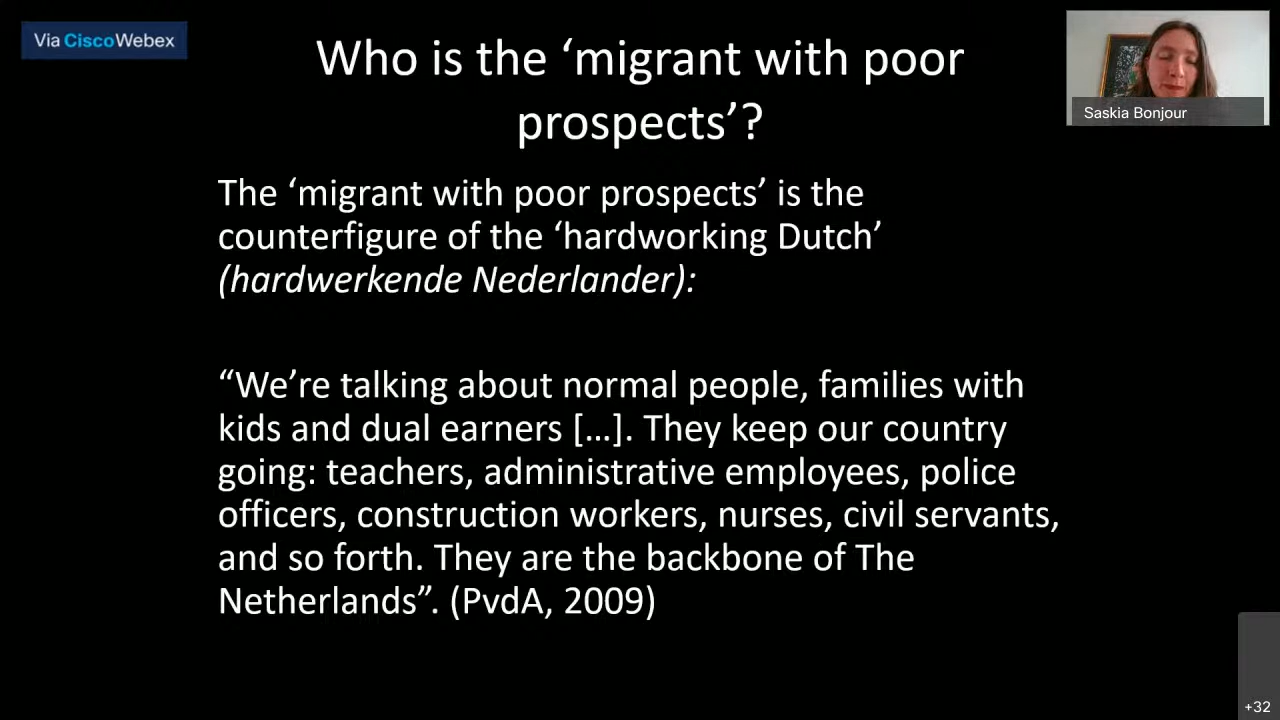 Via CiscoWebex
Who is the ‘migrant with poor
prospects’?
Saskia Bonjour
The ‘migrant with poor prospects’ is the
counterfigure of the ‘hardworking Dutch’
(hardwerkende Nederlander):
“We’re talking about normal people, families with
kids and dual earners […]. They keep our country
going: teachers, administrative employees, police
officers, construction workers, nurses, civil servants,
and so forth. They are the backbone of The
Netherlands”. (PvdA, 2009)
+32